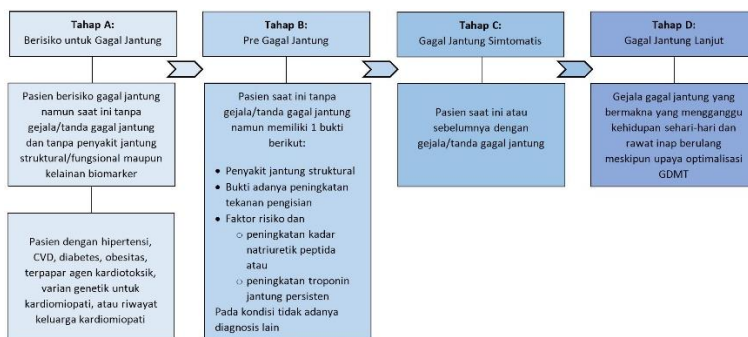 Tahap A:
Berisiko untuk Gagal Jantung
Pasien berisiko gagal jantung
namun saat ini tanpa
gejala/tanda gagal jantung
dan tanpa penyakit jantung
struktural/fungsional maupun
kelainan biomarker
Pasien dengan hipertensi,
CVD, diabetes, obesitas,
terpapar agen kardiotoksik,
varian genetik untuk
kardiomiopati, atau riwayat
keluarga kardiomiopati
Tahap B:
Pre Gagal Jantung
Pasien saat ini tanpa
gejala/tanda gagal jantung
namun memiliki 1 bukti
berikut:
• Penyakit jantung struktural
• Bukti adanya peningkatan
tekanan pengisian
• Faktor risiko dan
o peningkatan kadar
natriuretik peptida
atau
o peningkatan troponin
jantung persisten
Pada kondisi tidak adanya
diagnosis lain
Tahap C:
Gagal Jantung Simtomatis
Pasien saat ini atau
sebelumnya dengan
gejala/tanda gagal jantung
Tahap D:
Gagal Jantung Lanjut
Gejala gagal jantung yang
bermakna yang mengganggu
kehidupan sehari-hari dan
rawat inap berulang
meskipun upaya optimalisasi
GDMT